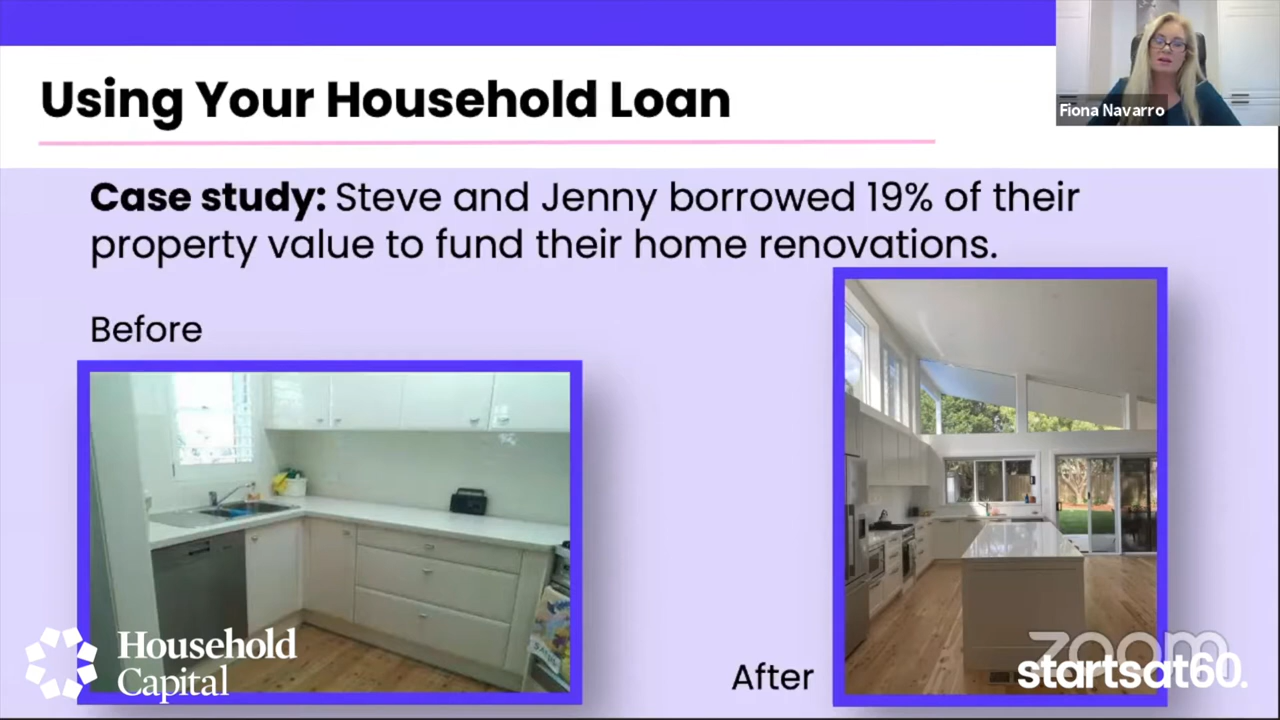 Using Your Household Loan
Fiona Navarro
Case study: Steve and Jenny borrowed 19% of their
property value to fund their home renovations.
Before
After
Household
Capital
zoom
startsat60.